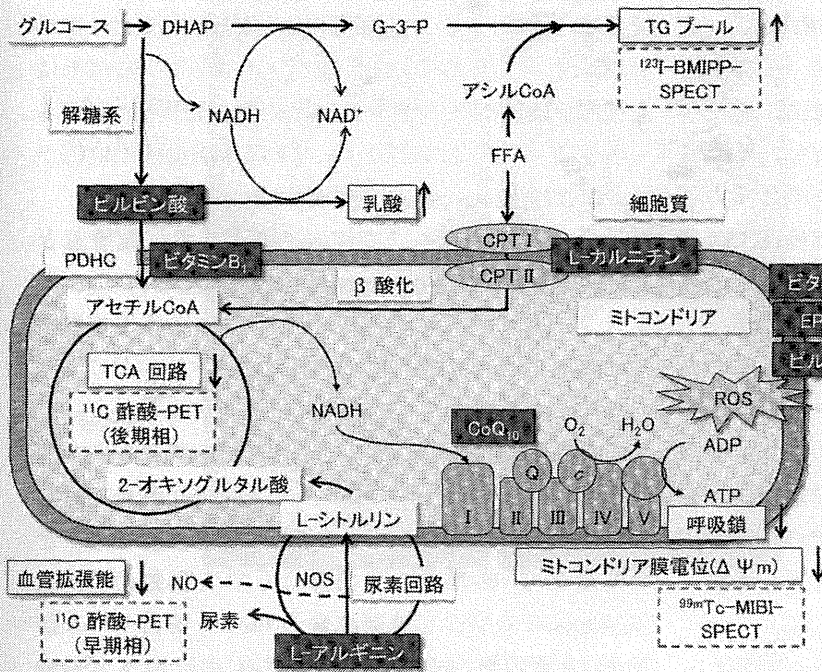 グルコース
DHAP
G-3-P
TG プール
¹²³I-BMIPP-
SPECT
アシルCoA
解糖系
NADH
NAD⁺
FFA
ピルビン酸
乳酸
細胞質
CPT I
PDHC
ビタミンB₁
CPT II
L-カルニチン
β 酸化
アセチルCoA
ミトコンドリア
ビタ
EP
ピル
TCA 回路
¹¹C 酢酸-PET
(後期相)
NADH
CoQ₁₀
O₂
H₂O
ROS
ADP
Q
c
ATP
2-オキソグルタル酸
I
II
III
IV
V
L-シトルリン
呼吸鎖
血管拡張能
NO
NOS
尿素回路
ミトコンドリア膜電位(Δ Ψm)
¹¹C 酢酸-PET
(早期相)
尿素
⁹⁹ᵐTc-MIBI-
SPECT
L-アルギニン